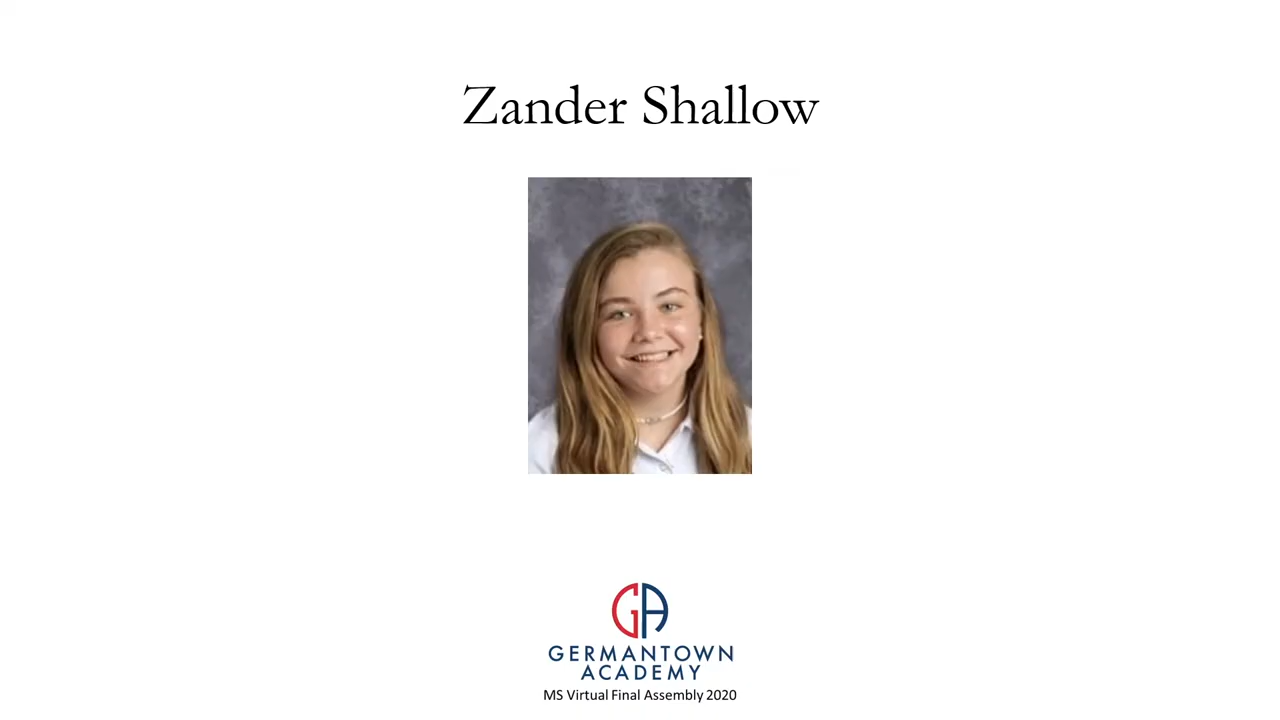 Zander Shallow
GA
GERMANTOWN
ACADEMY
MS Virtual Final Assembly 2020